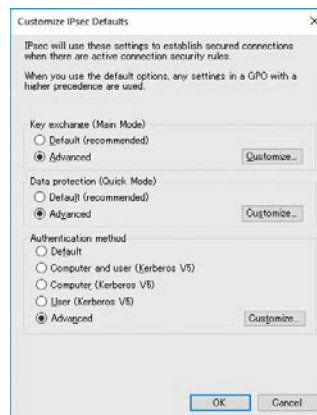 Customize IPsec Defaults
IPsec will use these settings to establish secured connections
when there are active connection security rules.
When you use the default options, any settings in a GPO with a
higher precedence are used.
Key exchange (Main Mode)
Default (recommended)
Advanced
Customize...
Data protection (Quick Mode)
Default (recommended)
Advanced
Customize...
Authentication method
Default
Computer and user (Kerberos V5)
Computer (Kerberos V5)
User (Kerberos V5)
Advanced
Customize...
OK
Cancel